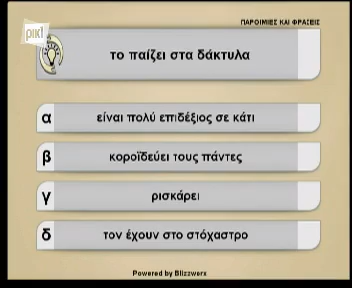 ΠΑΡΟΙΜΙΕΣ ΚΑΙ ΦΡΑΣΕΙΣ
ρικ1
το παίζει στα δάκτυλα
α είναι πολύ επιδέξιος σε κάτι
β κοροϊδεύει τους πάντες
γ ρισκάρει
δ τον έχουν στο στόχαστρο
Powered by Blizzwerx